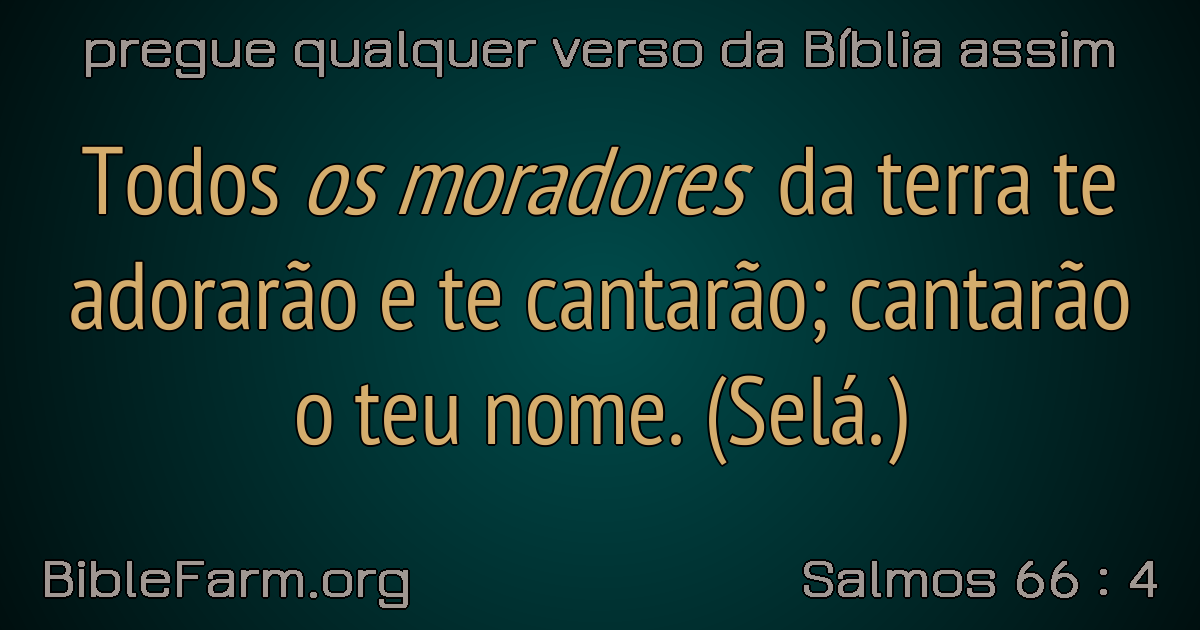 pregue qualquer verso da Bíblia assim
Todos os moradores da terra te
adorarão e te cantarão; cantarão
o teu nome. (Selá.)
BibleFarm.org
Salmos 66 : 4